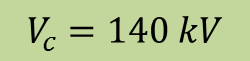 V_c = 140 kV